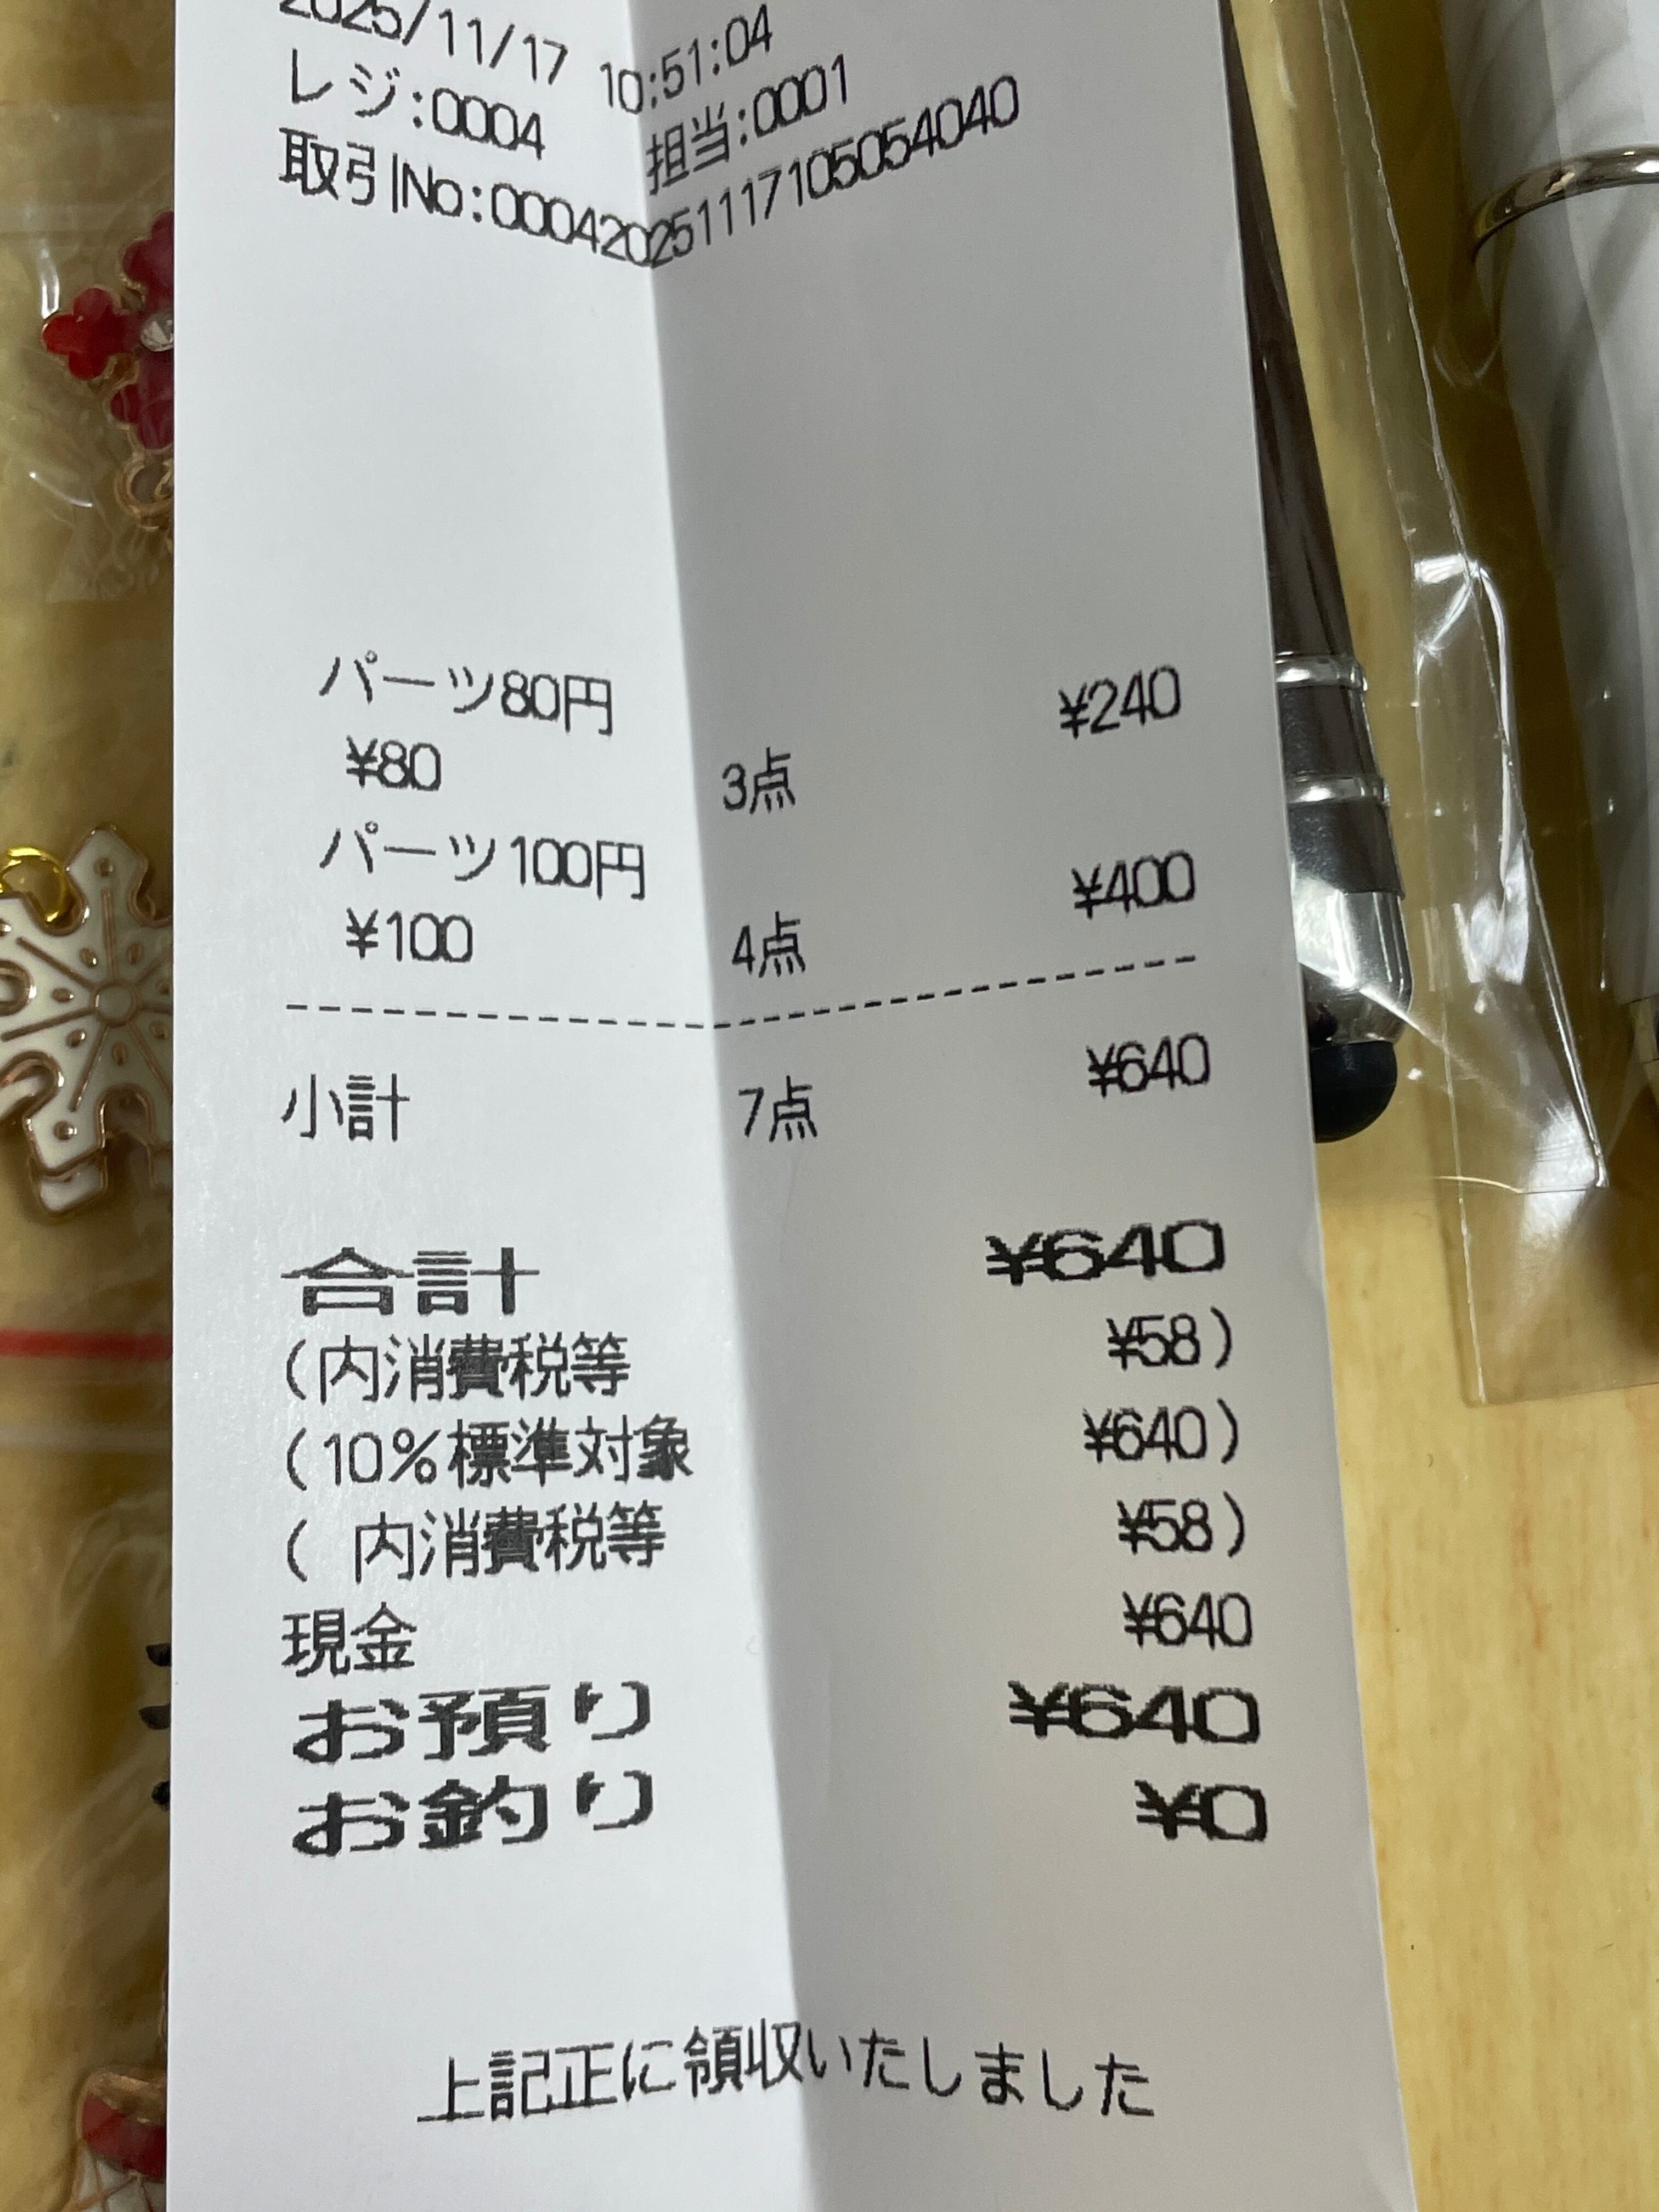 2025/11/17 10:51:04
レジ:0004 担当:0001
取引No:00042025111710505404​0
パーツ80円 ¥240
¥80 3点
パーツ100円 ¥400
¥100 4点
小計 7点 ¥640
合計 ¥640
(内消費税等 ¥58)
(10%標準対象 ¥640)
( 内消費税等 ¥58)
現金 ¥640
お預り ¥640
お釣り ¥0
上記正に領収いたしました